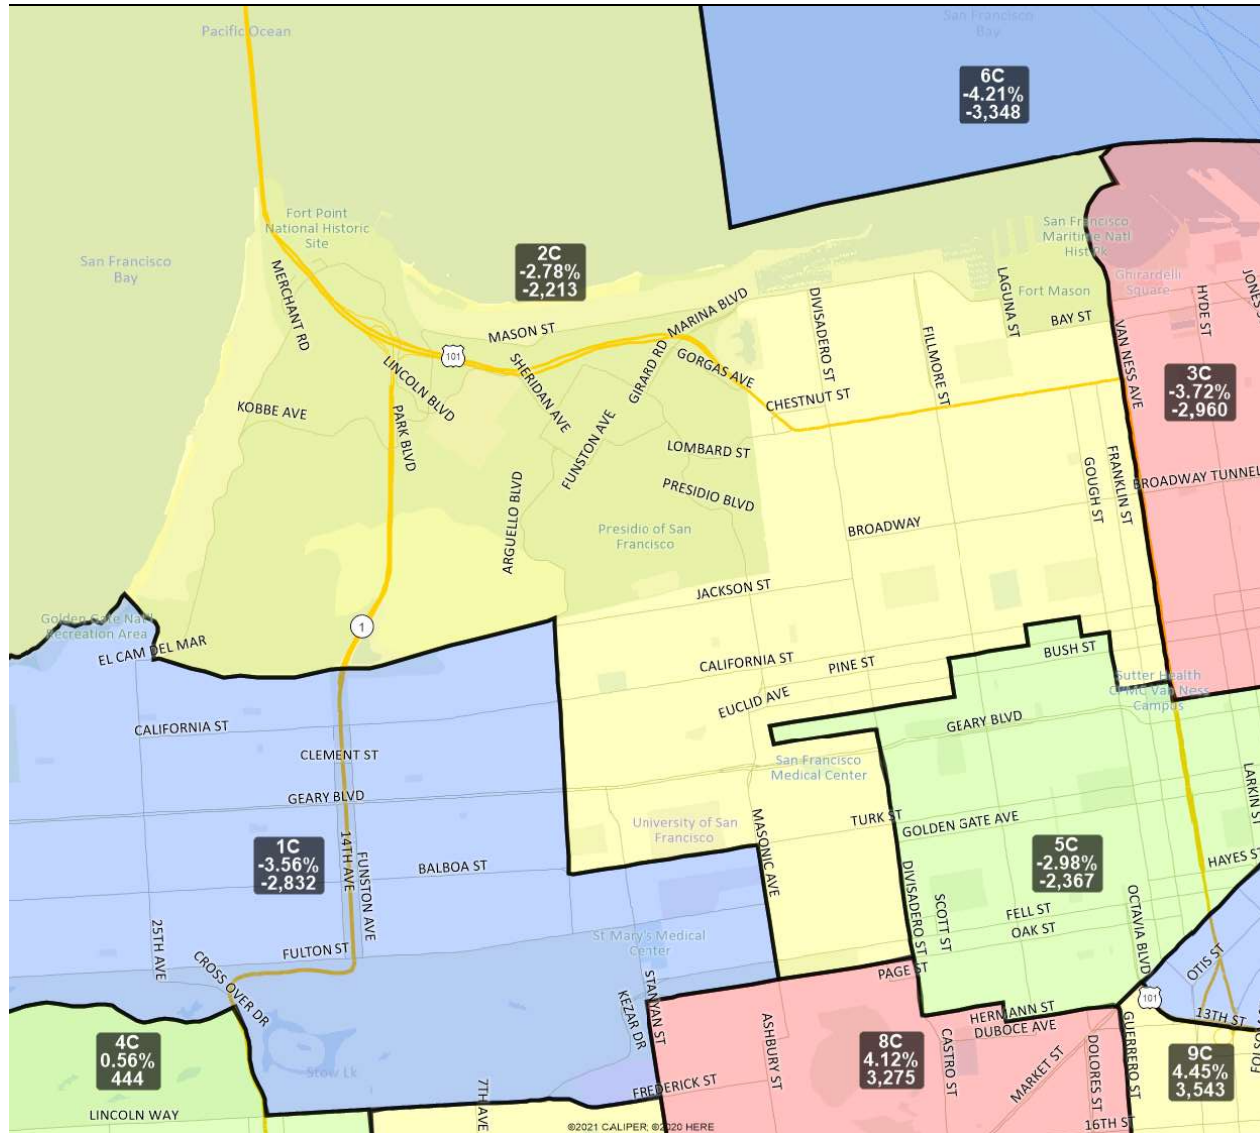 Pacific Ocean
San Francisco
Bay
6C
-4.21%
-3,348
Fort Point
National Historic
Site
San Francisco
Bay
2C
-2.78%
-2,213
San Francisco
Maritime Natl
Hist Pk
Ghirardelli
Square
Fort Mason
LAGUNA ST
BAY ST
HYDE ST
VAN NESS AVE
MERCHANT RD
MASON ST
MARINA BLVD
DIVISADERO ST
FILLMORE ST
101
LINCOLN BLVD
SHERIDAN AVE
GIRARD RD
GORGAS AVE
CHESTNUT ST
3C
-3.72%
-2,960
KOBBE AVE
PARK BLVD
FUNSTON AVE
LOMBARD ST
PRESIDIO BLVD
ARGUELLO BLVD
GOUGH ST
FRANKLIN ST
BROADWAY TUNNEL
BROADWAY
Presidio of San
Francisco
JACKSON ST
Golden Gate Nat'l
Recreation Area
1
EL CAM DEL MAR
CALIFORNIA ST
PINE ST
BUSH ST
EUCLID AVE
Sutter Health
CPMC Van Ness
Campus
CALIFORNIA ST
CLEMENT ST
GEARY BLVD
GEARY BLVD
San Francisco
Medical Center
LARKIN ST
University of San
Francisco
MASONIC AVE
TURK ST
GOLDEN GATE AVE
1C
-3.56%
-2,832
14TH AVE
FUNSTON AVE
BALBOA ST
5C
-2.98%
-2,367
HAYES ST
DIVISADERO ST
SCOTT ST
FELL ST
OAK ST
OCTAVIA BLVD
25TH AVE
CROSS OVER DR
FULTON ST
St Mary's Medical
Center
STANYAN ST
KEZAR DR
PAGE ST
OTIS ST
101
13TH ST
HERMANN ST
DUBOCE AVE
4C
0.56%
444
Stow Lk
ASHBURY ST
8C
4.12%
3,275
CASTRO ST
MARKET ST
DOLORES ST
GUERRERO ST
9C
4.45%
3,543
LINCOLN WAY
7TH AVE
FREDERICK ST
16TH ST
©2021 CALIPER; ©2020 HERE